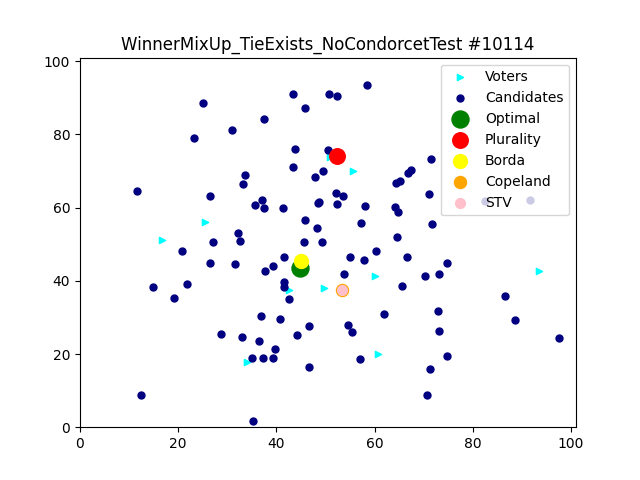 WinnerMixUp_TieExists_NoCondorcetTest #10114
100
80
60
40
20
0
0 20 40 60 80 100
Voters
Candidates
Optimal
Plurality
Borda
Copeland
STV